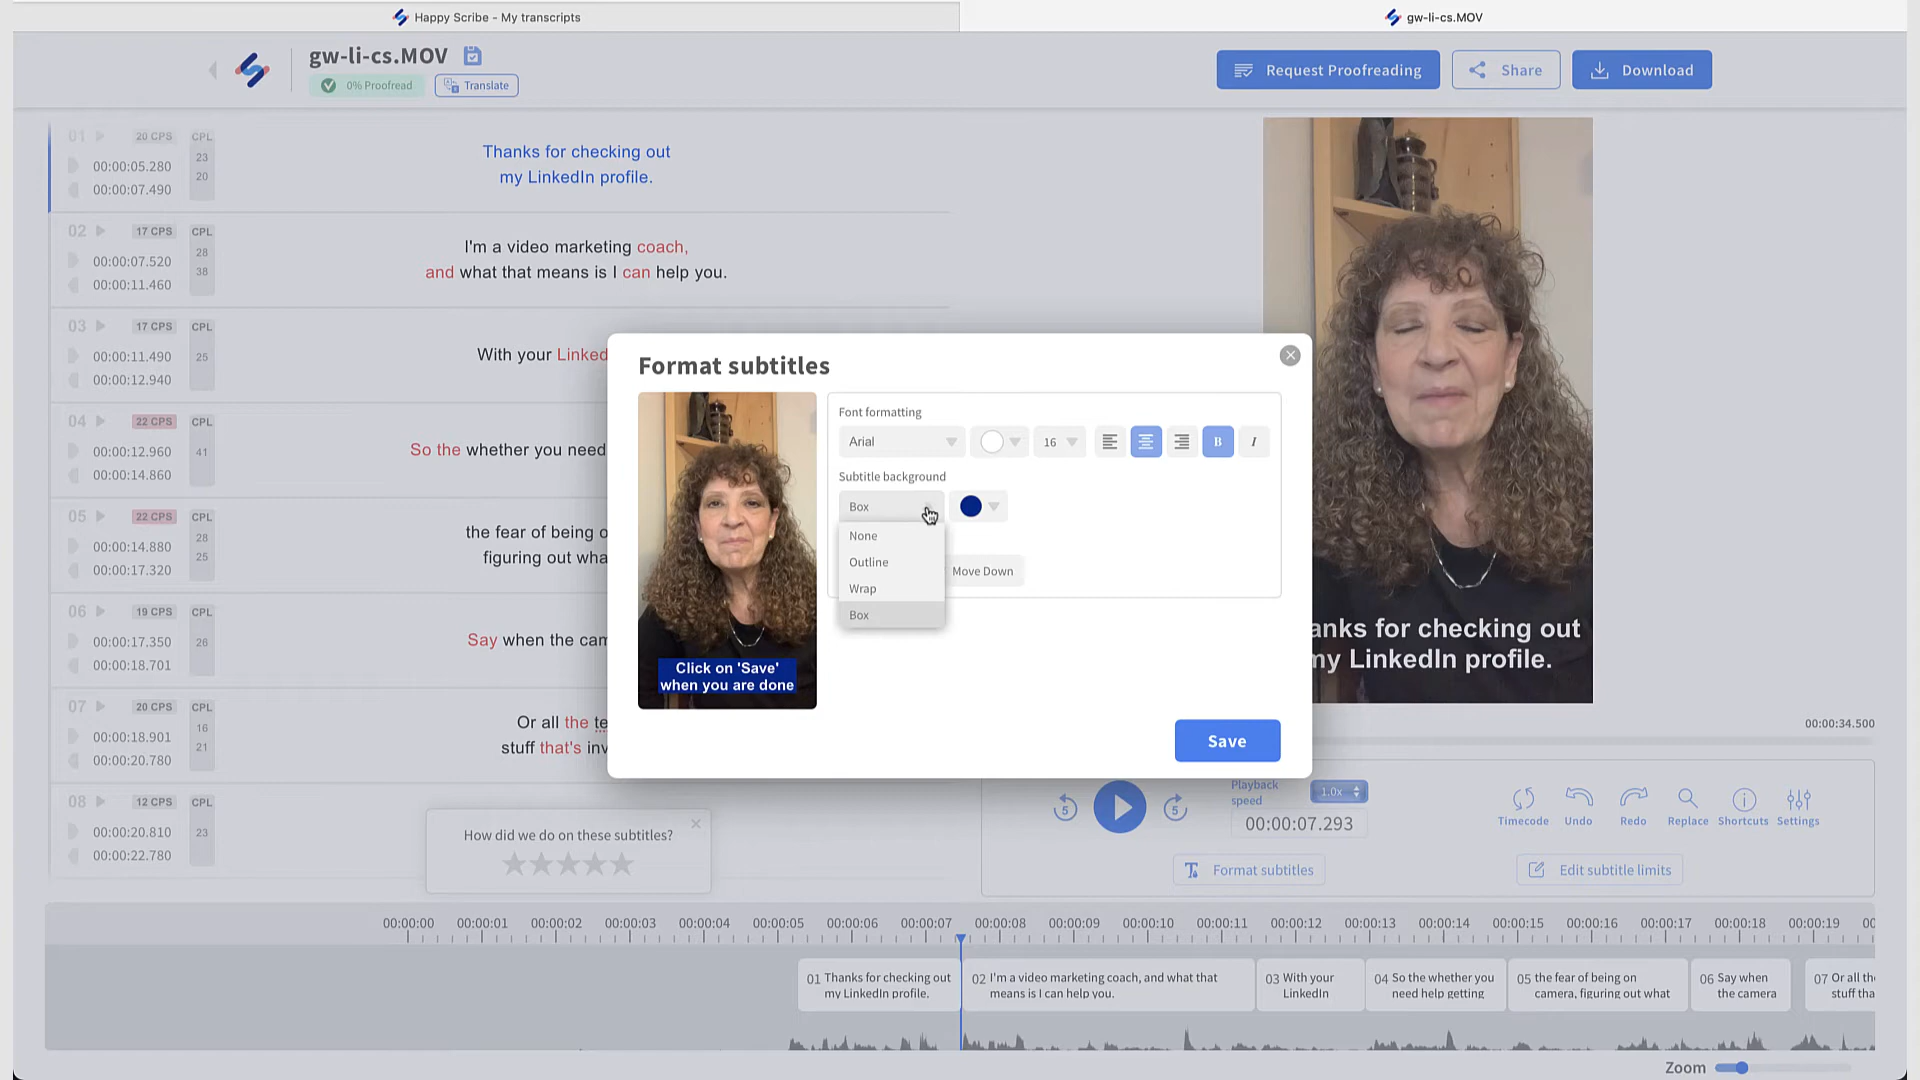 Happy Scribe - My transcripts
gw-li-cs.MOV
gw-li-cs.MOV
0% Proofread
Translate
Request Proofreading
Share
Download
01
20 CPS
CPL
00:00:05.280
00:00:07.490
23
20
Thanks for checking out
my LinkedIn profile.
02
17 CPS
CPL
00:00:07.520
00:00:11.460
28
38
I'm a video marketing coach,
and what that means is I can help you.
03
17 CPS
CPL
00:00:11.490
00:00:12.940
25
With your Linked
04
22 CPS
CPL
00:00:12.960
00:00:14.860
41
So the whether you need
05
22 CPS
CPL
00:00:14.880
00:00:17.320
28
25
the fear of being o
figuring out wha
06
19 CPS
CPL
00:00:17.350
00:00:18.701
26
Say when the cam
07
20 CPS
CPL
00:00:18.901
00:00:20.780
16
21
Or all the te
stuff that's inv
08
12 CPS
CPL
00:00:20.810
00:00:22.780
23
How did we do on these subtitles?
Format subtitles
Font formatting
Arial
16
B
I
Subtitle background
Box
None
Outline
Wrap
Box
Move Down
Click on 'Save'
when you are done
Save
anks for checking out
my LinkedIn profile.
00:00:34.500
5
5
Playback
speed
1.0x
00:00:07.293
Timecode
Undo
Redo
Replace
Shortcuts
Settings
Format subtitles
Edit subtitle limits
00:00:00
00:00:01
00:00:02
00:00:03
00:00:04
00:00:05
00:00:06
00:00:07
00:00:08
00:00:09
00:00:10
00:00:11
00:00:12
00:00:13
00:00:14
00:00:15
00:00:16
00:00:17
00:00:18
00:00:19
00
01 Thanks for checking out
my LinkedIn profile.
02 I'm a video marketing coach, and what that
means is I can help you.
03 With your
LinkedIn
04 So the whether you
need help getting
05 the fear of being on
camera, figuring out what
06 Say when
the camera
07 Or all the
stuff tha
Zoom